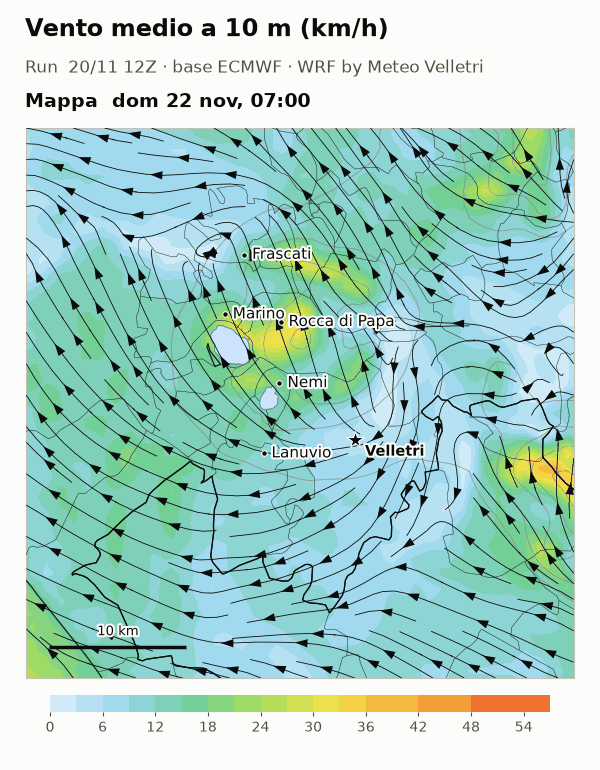 Vento medio a 10 m (km/h)
Run  20/11 12Z · base ECMWF · WRF by Meteo Velletri
Mappa  dom 22 nov, 07:00
Frascati
Marino
Rocca di Papa
Nemi
Lanuvio
Velletri
10 km
0 6 12 18 24 30 36 42 48 54